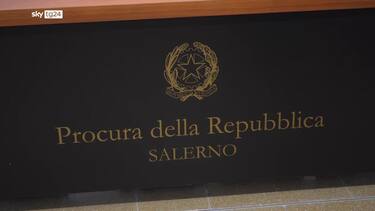 sky tg24
Procura della Repubblica
SALERNO